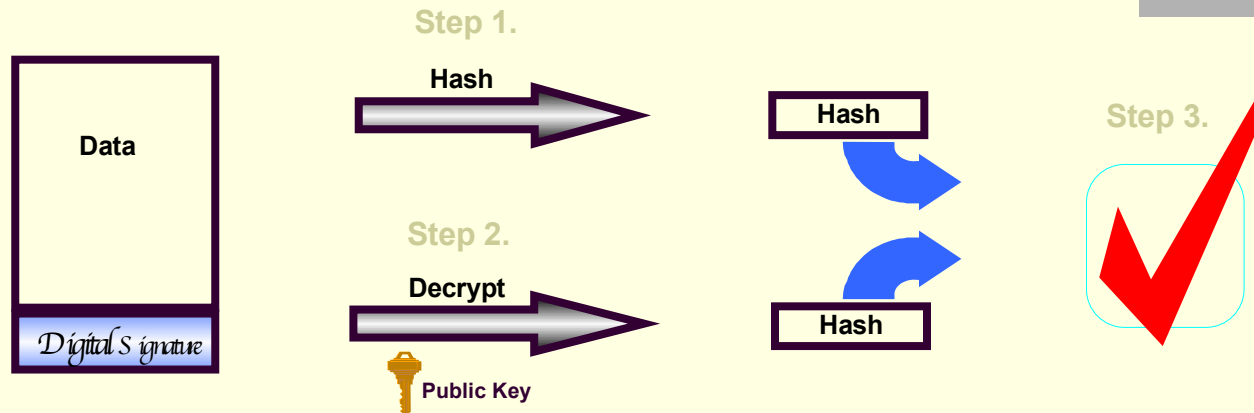 Step 1.
Hash
Data
Hash
Step 3.
Step 2.
Decrypt
Hash
Digital Signature
Public Key